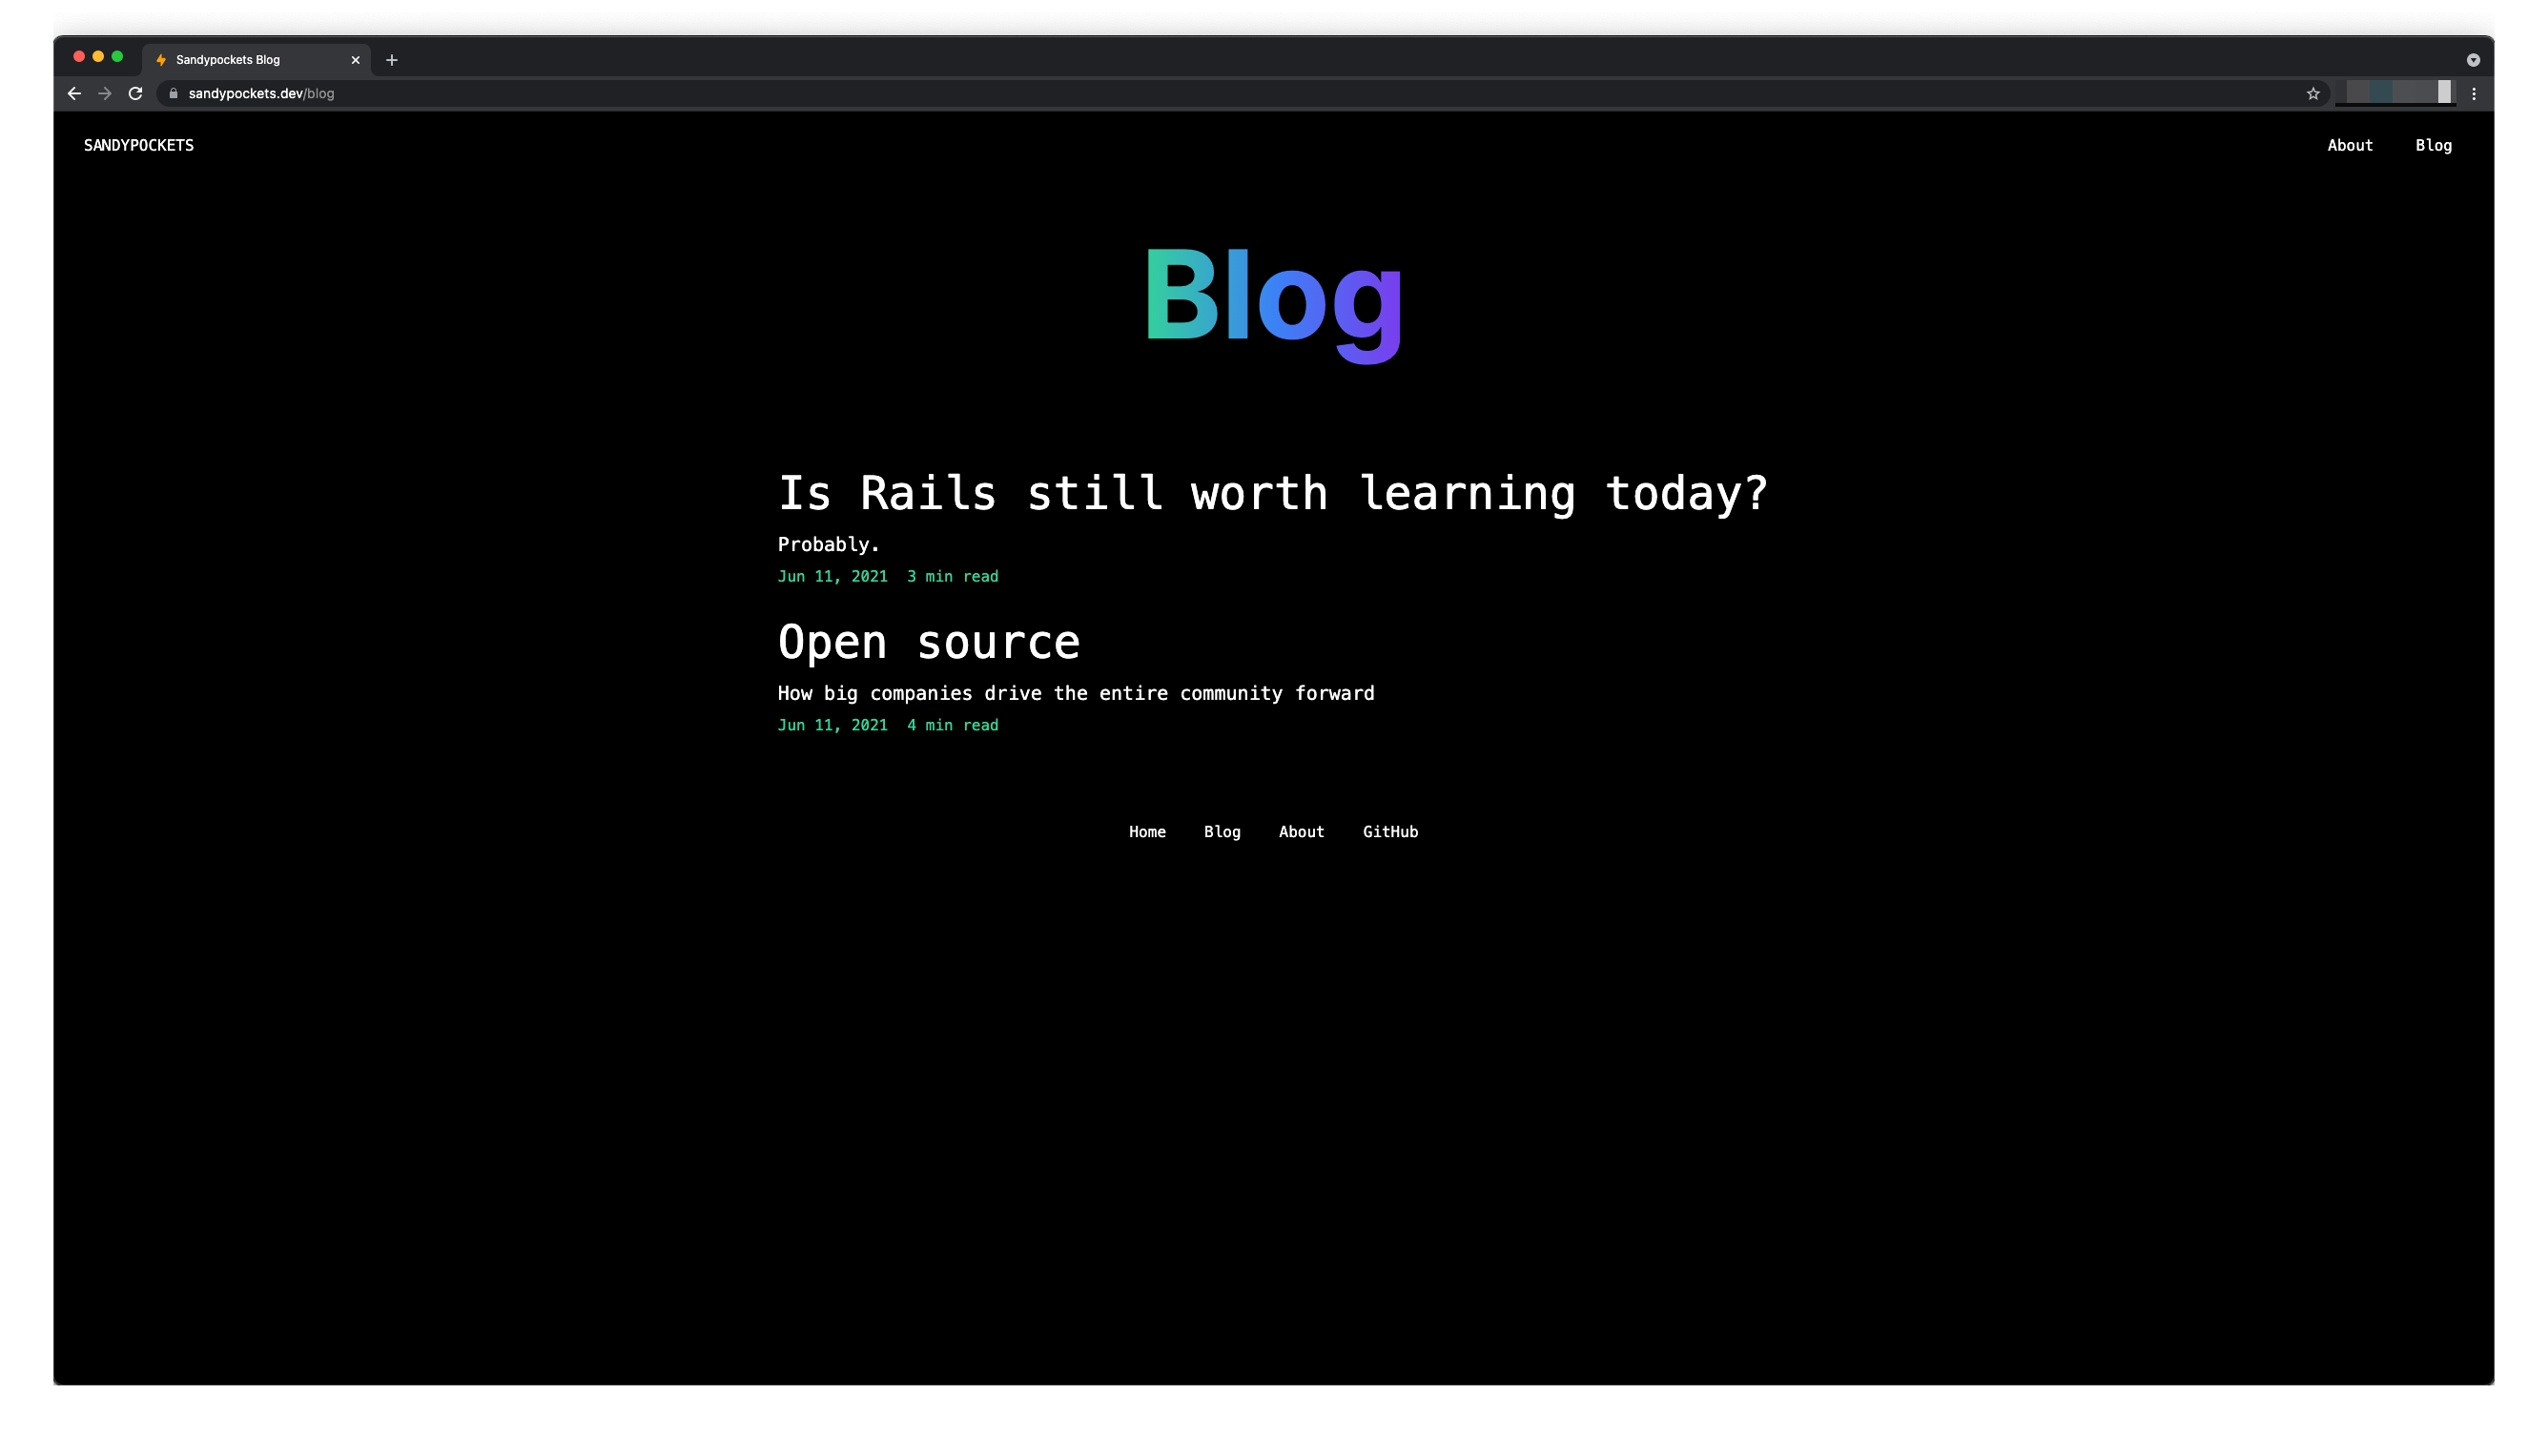 Sandypockets Blog
sandypockets.dev/blog
SANDYPOCKETS
About Blog
Blog
Is Rails still worth learning today?
Probably.
Jun 11, 2021 3 min read
Open source
How big companies drive the entire community forward
Jun 11, 2021 4 min read
Home Blog About GitHub